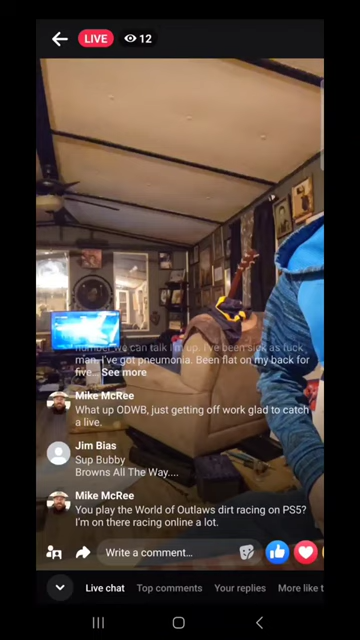 LIVE
12
number we can talk I'm up. I've been sick as fuck
man. I've got pneumonia. Been flat on my back for
five... See more
Mike McRee
What up ODWB, just getting off work glad to catch
a live.
Jim Bias
Sup Bubby
Browns All The Way....
Mike McRee
You play the World of Outlaws dirt racing on PS5?
I'm on there racing online a lot.
Write a comment...
Live chat Top comments Your replies More like t